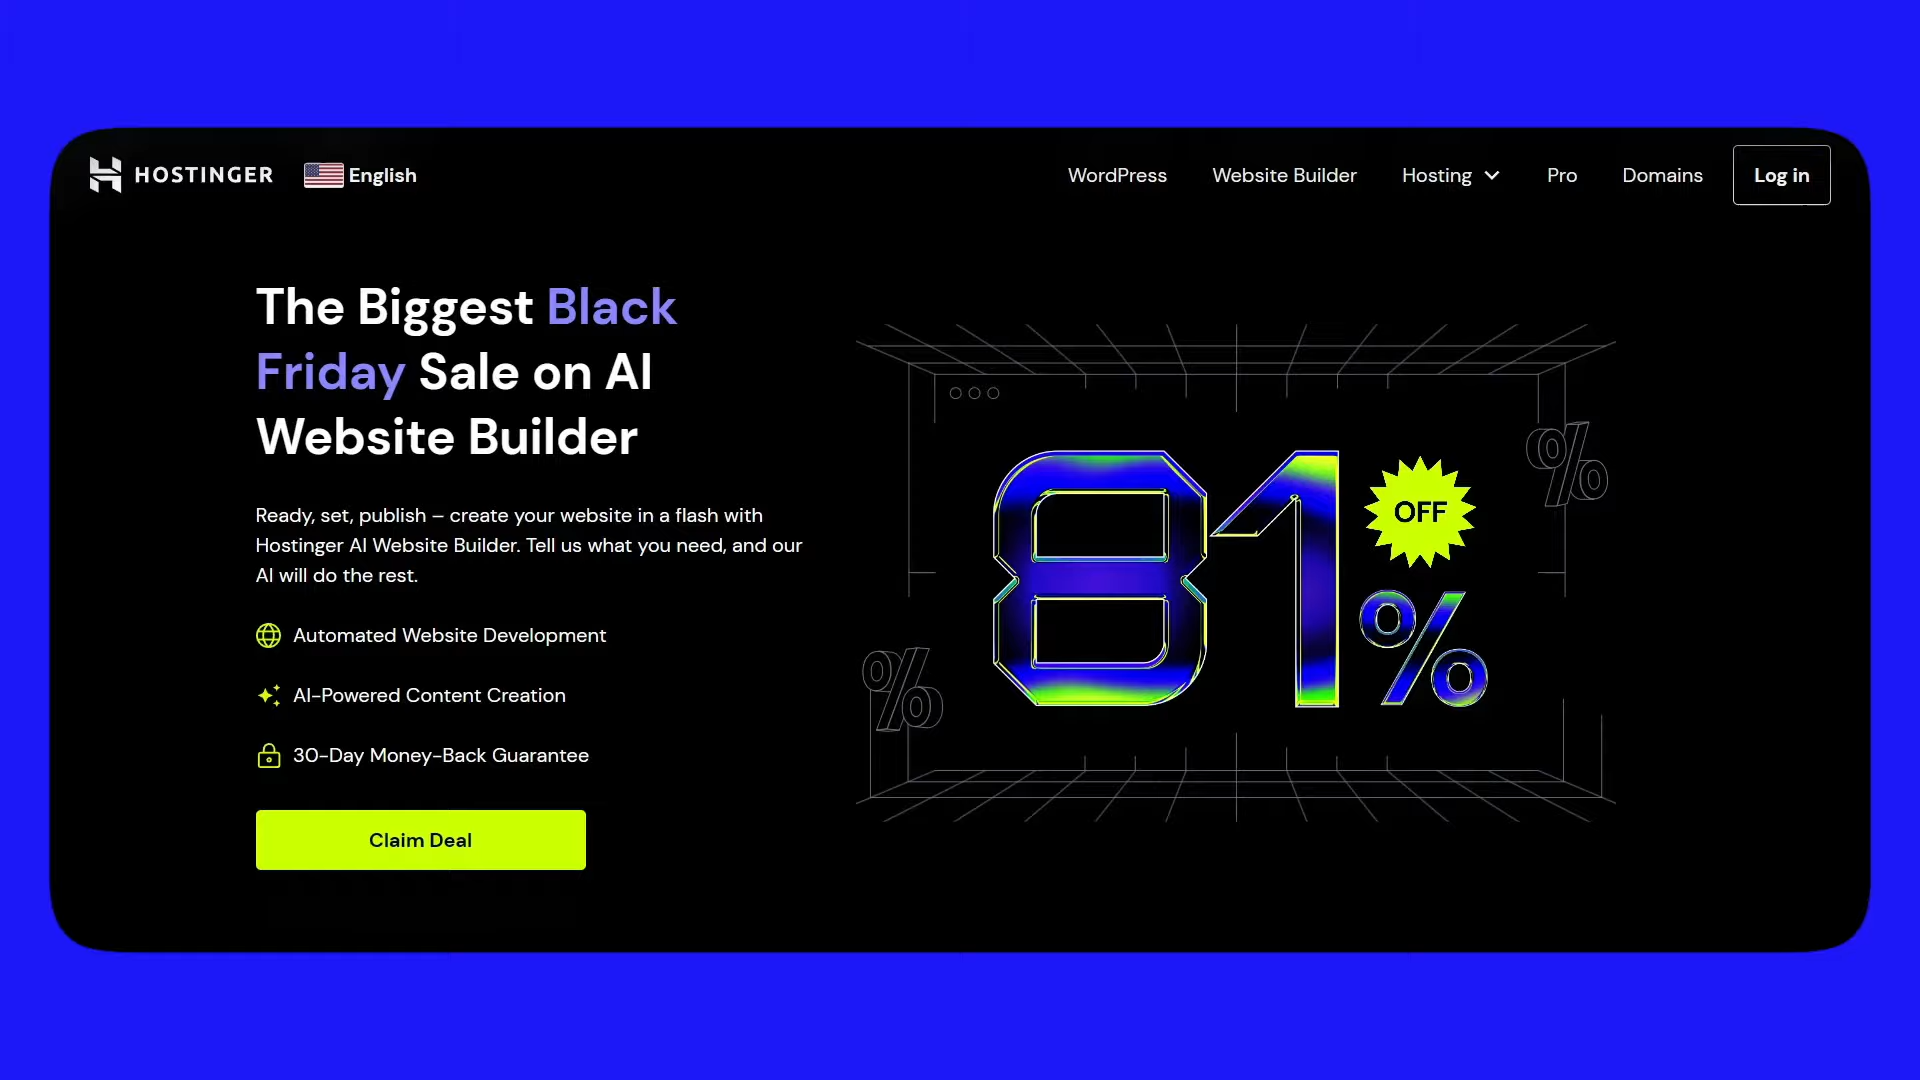 HOSTINGER
English
WordPress
Website Builder
Hosting
Pro
Domains
Log in
The Biggest Black
Friday Sale on AI
Website Builder
Ready, set, publish – create your website in a flash with
Hostinger AI Website Builder. Tell us what you need, and our
AI will do the rest.
Automated Website Development
AI-Powered Content Creation
30-Day Money-Back Guarantee
Claim Deal
81%
OFF
%
%